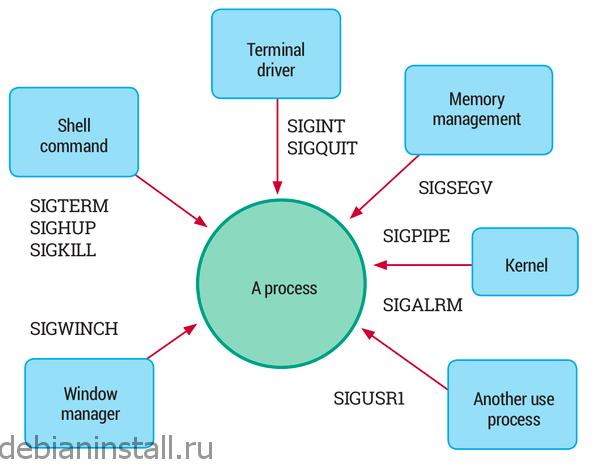 Terminal
driver
Shell
command
Memory
management
SIGINT
SIGQUIT
SIGSEGV
SIGTERM
SIGHUP
SIGKILL
SIGPIPE
Kernel
A process
SIGALRM
SIGWINCH
Window
manager
SIGUSR1
Another use
process
debianinstall.ru